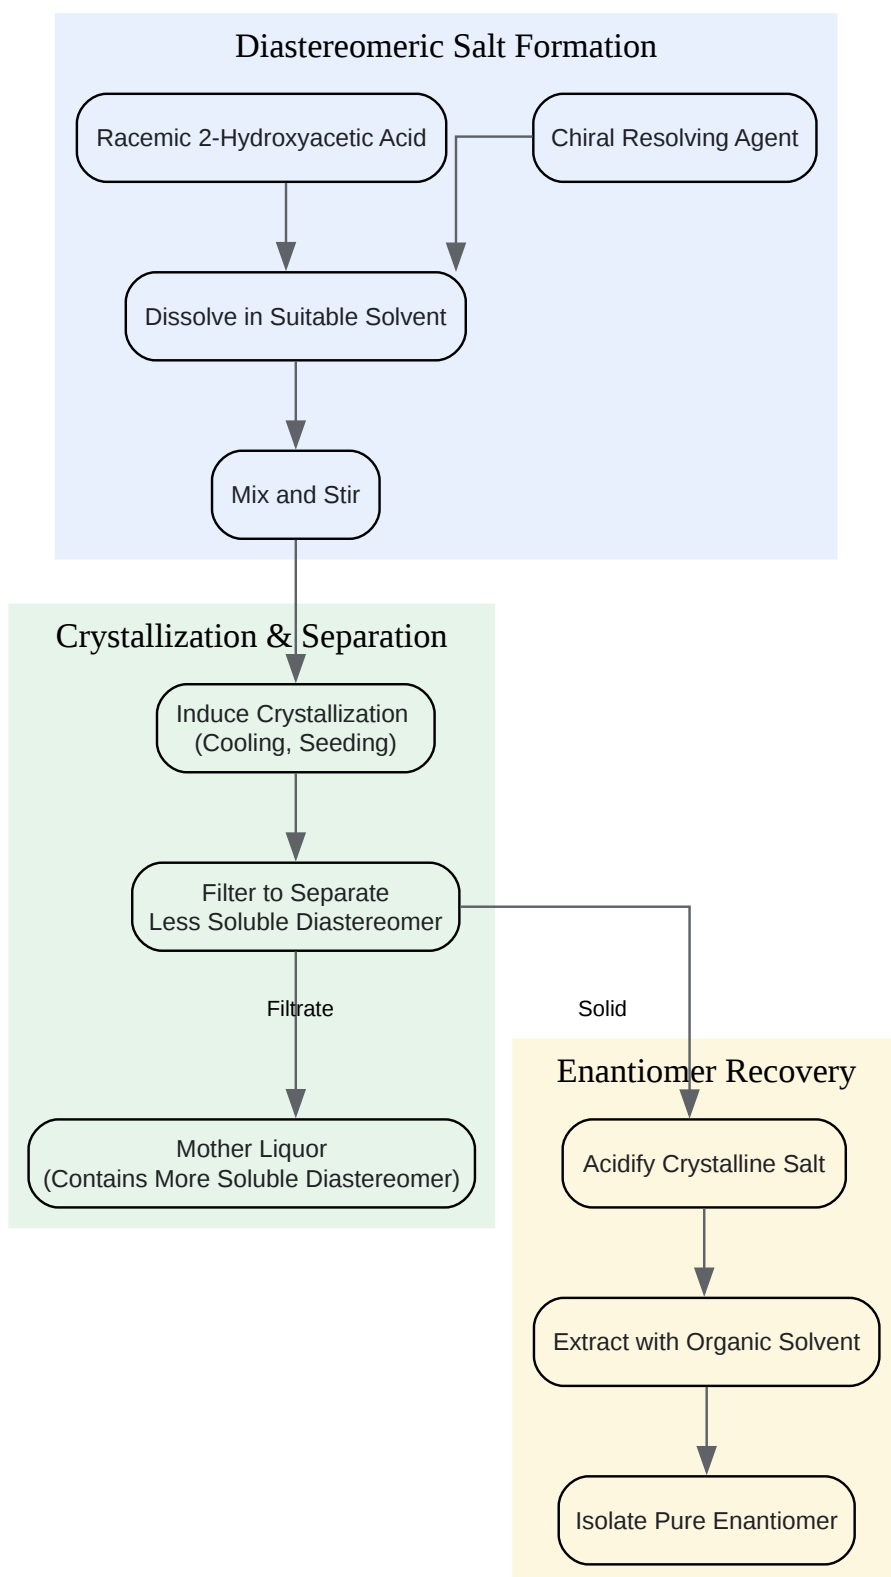 Diastereomeric Salt Formation
Racemic 2-Hydroxyacetic Acid
Chiral Resolving Agent
Dissolve in Suitable Solvent
Mix and Stir
Crystallization & Separation
Induce Crystallization
(Cooling, Seeding)
Filter to Separate
Less Soluble Diastereomer
Filtrate
Solid
Enantiomer Recovery
Mother Liquor
(Contains More Soluble Diastereomer)
Acidify Crystalline Salt
Extract with Organic Solvent
Isolate Pure Enantiomer